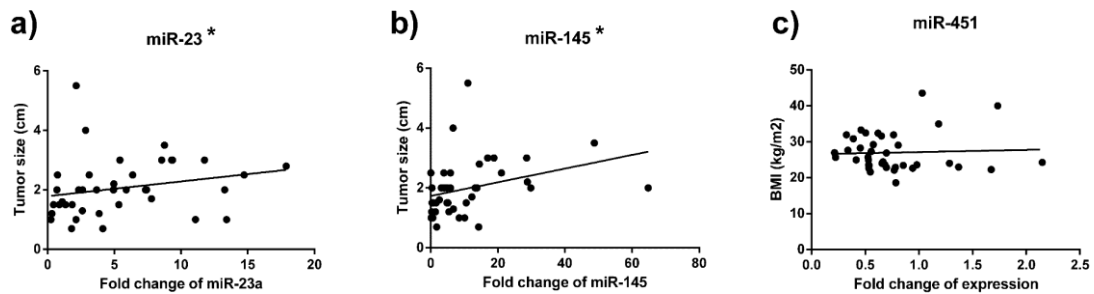 a)
miR-23 *
Tumor size (cm)
6
4
2
0
0 5 10 15 20
Fold change of miR-23a
b)
miR-145 *
Tumor size (cm)
6
4
2
0
0 20 40 60 80
Fold change of miR-145
c)
miR-451
BMI (kg/m2)
50
40
30
20
10
0
0.0 0.5 1.0 1.5 2.0 2.5
Fold change of expression